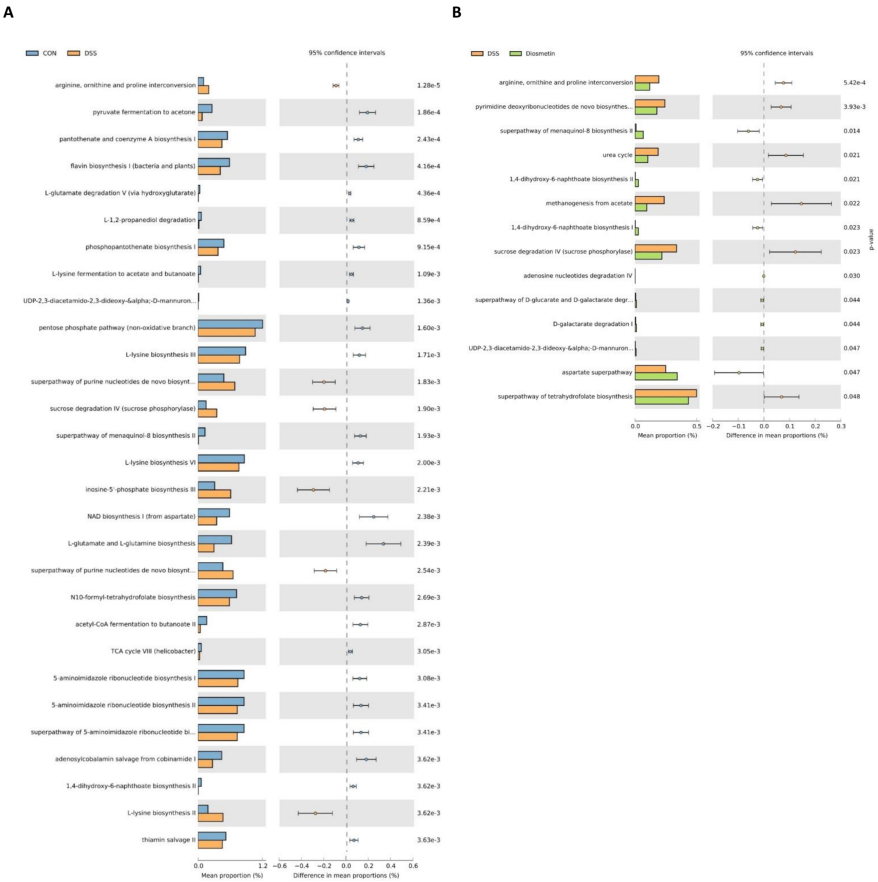 A
CON DSS 95% confidence intervals
arginine, ornithine and proline interconversion 1.28e-5
pyruvate fermentation to acetone 1.86e-4
pantothenate and coenzyme A biosynthesis I 2.43e-4
flavin biosynthesis I (bacteria and plants) 4.16e-4
L-glutamate degradation V (via hydroxyglutarate) 4.36e-4
L-1,2-propanediol degradation 8.59e-4
phosphopantothenate biosynthesis I 9.15e-4
L-lysine fermentation to acetate and butanoate 1.09e-3
UDP-2,3-diacetamido-2,3-dideoxy-&alpha;-D-mannuron... 1.36e-3
pentose phosphate pathway (non-oxidative branch) 1.60e-3
L-lysine biosynthesis III 1.71e-3
superpathway of purine nucleotides de novo biosynt... 1.83e-3
sucrose degradation IV (sucrose phosphorylase) 1.90e-3
superpathway of menaquinol-8 biosynthesis II 1.93e-3
L-lysine biosynthesis VI 2.00e-3
inosine-5'-phosphate biosynthesis III 2.21e-3
NAD biosynthesis I (from aspartate) 2.38e-3
L-glutamate and L-glutamine biosynthesis 2.39e-3
superpathway of purine nucleotides de novo biosynt... 2.54e-3
N10-formyl-tetrahydrofolate biosynthesis 2.69e-3
acetyl-CoA fermentation to butanoate II 2.87e-3
TCA cycle VIII (helicobacter) 3.05e-3
5-aminoimidazole ribonucleotide biosynthesis I 3.08e-3
5-aminoimidazole ribonucleotide biosynthesis II 3.41e-3
superpathway of 5-aminoimidazole ribonucleotide bi... 3.41e-3
adenosylcobalamin salvage from cobinamide I 3.62e-3
1,4-dihydroxy-6-naphthoate biosynthesis II 3.62e-3
L-lysine biosynthesis II 3.62e-3
thiamin salvage II 3.63e-3
0.0 1.2 −0.6 −0.4 −0.2 0.0 0.2 0.4 0.6
Mean proportion (%) Difference in mean proportions (%)
B
DSS Diosmetin 95% confidence intervals
arginine, ornithine and proline interconversion 5.42e-4
pyrimidine deoxyribonucleotides de novo biosynthes... 3.93e-3
superpathway of menaquinol-8 biosynthesis II 0.014
urea cycle 0.021
1,4-dihydroxy-6-naphthoate biosynthesis II 0.021
methanogenesis from acetate 0.022
1,4-dihydroxy-6-naphthoate biosynthesis I 0.023
sucrose degradation IV (sucrose phosphorylase) 0.023
adenosine nucleotides degradation IV 0.030
superpathway of D-glucarate and D-galactarate degr... 0.044
D-galactarate degradation I 0.044
UDP-2,3-diacetamido-2,3-dideoxy-&alpha;-D-mannuron... 0.047
aspartate superpathway 0.047
superpathway of tetrahydrofolate biosynthesis 0.048
0.0 0.5 −0.2 −0.1 0.0 0.1 0.2 0.3
Mean proportion (%) Difference in mean proportions (%)
p-value